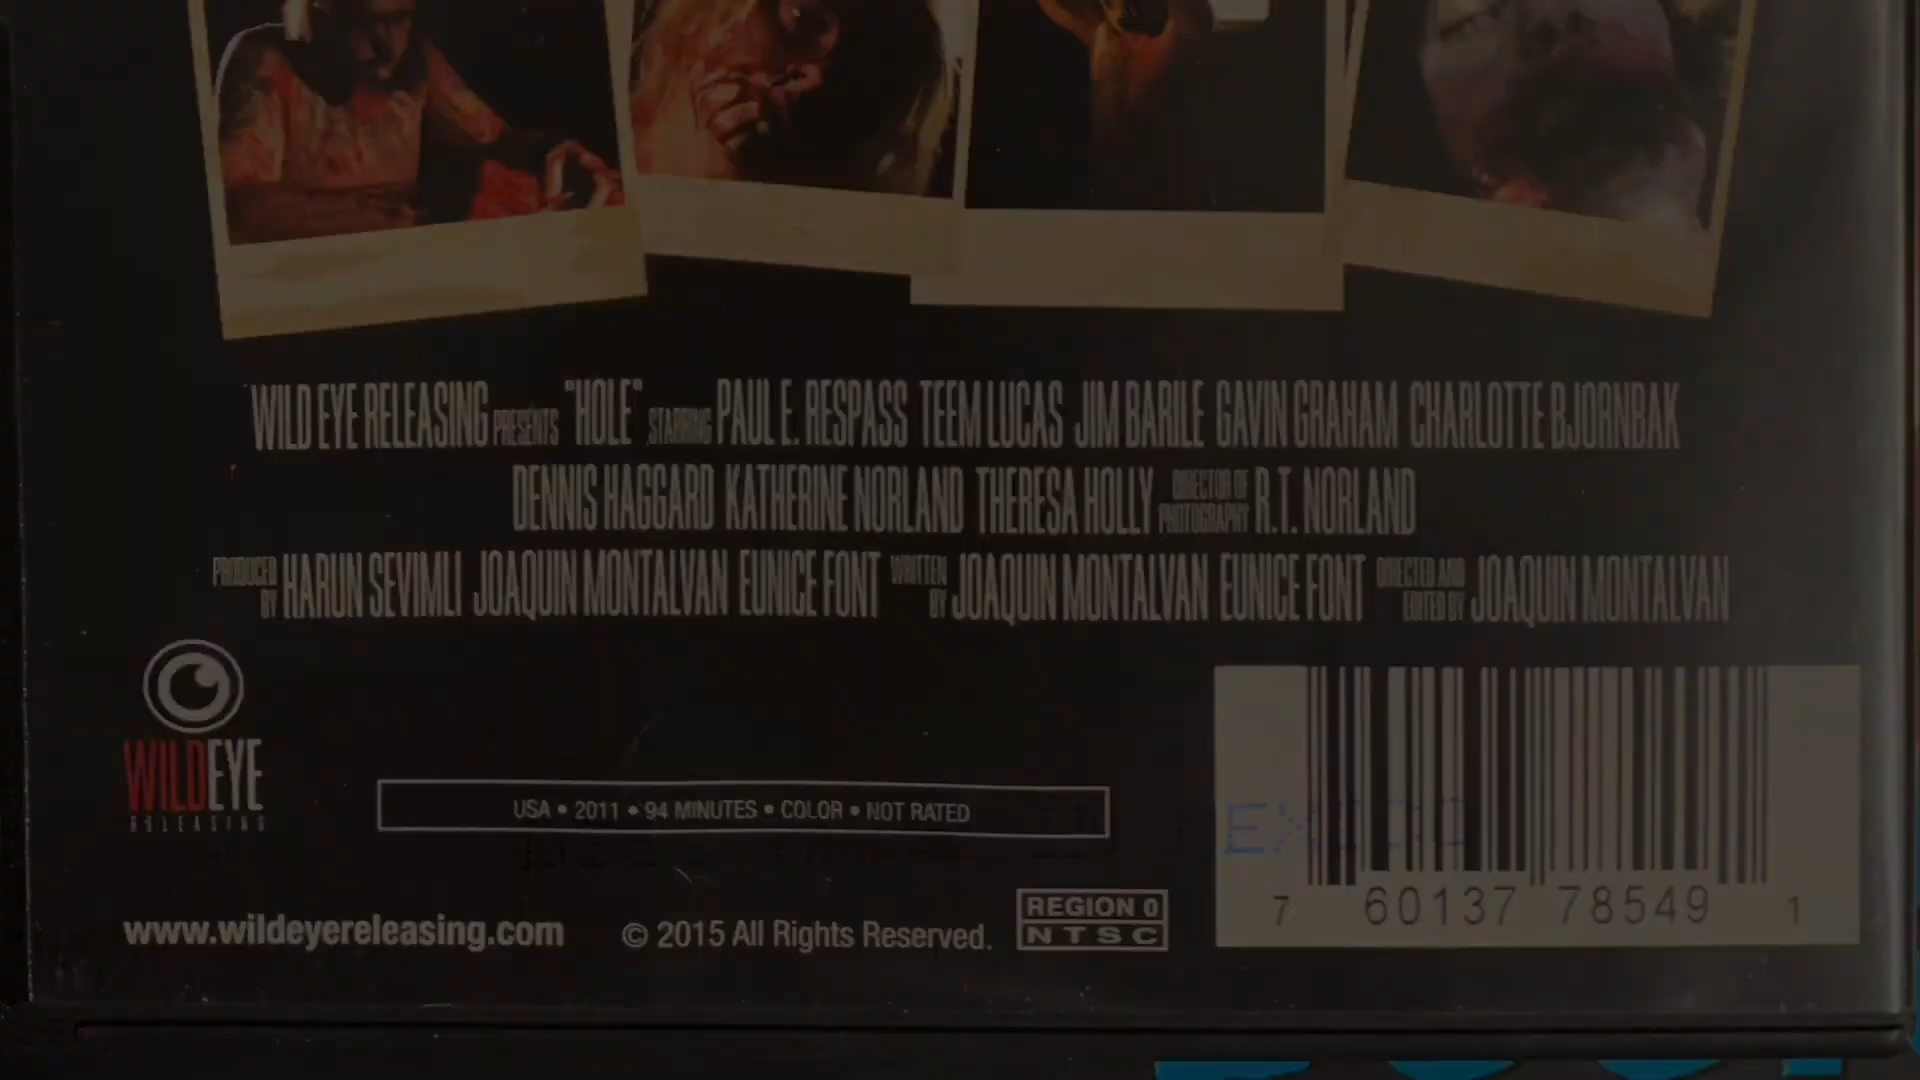 WILD EYE RELEASING PRESENTS "HOLE" STARRING PAUL E. RESPASS TEEM LUCAS JIM BARILE GAVIN GRAHAM CHARLOTTE BJORNBAK
DENNIS HAGGARD KATHERINE NORLAND THERESA HOLLY DIRECTOR OF PHOTOGRAPHY R.T. NORLAND
PRODUCED BY HARUN SEVIMLI JOAQUIN MONTALVAN EUNICE FONT WRITTEN BY JOAQUIN MONTALVAN EUNICE FONT DIRECTED AND EDITED BY JOAQUIN MONTALVAN
WILDEYE
RELEASING
USA • 2011 • 94 MINUTES • COLOR • NOT RATED
www.wildeyereleasing.com
© 2015 All Rights Reserved.
REGION 0
NTSC
7 60137 78549 1